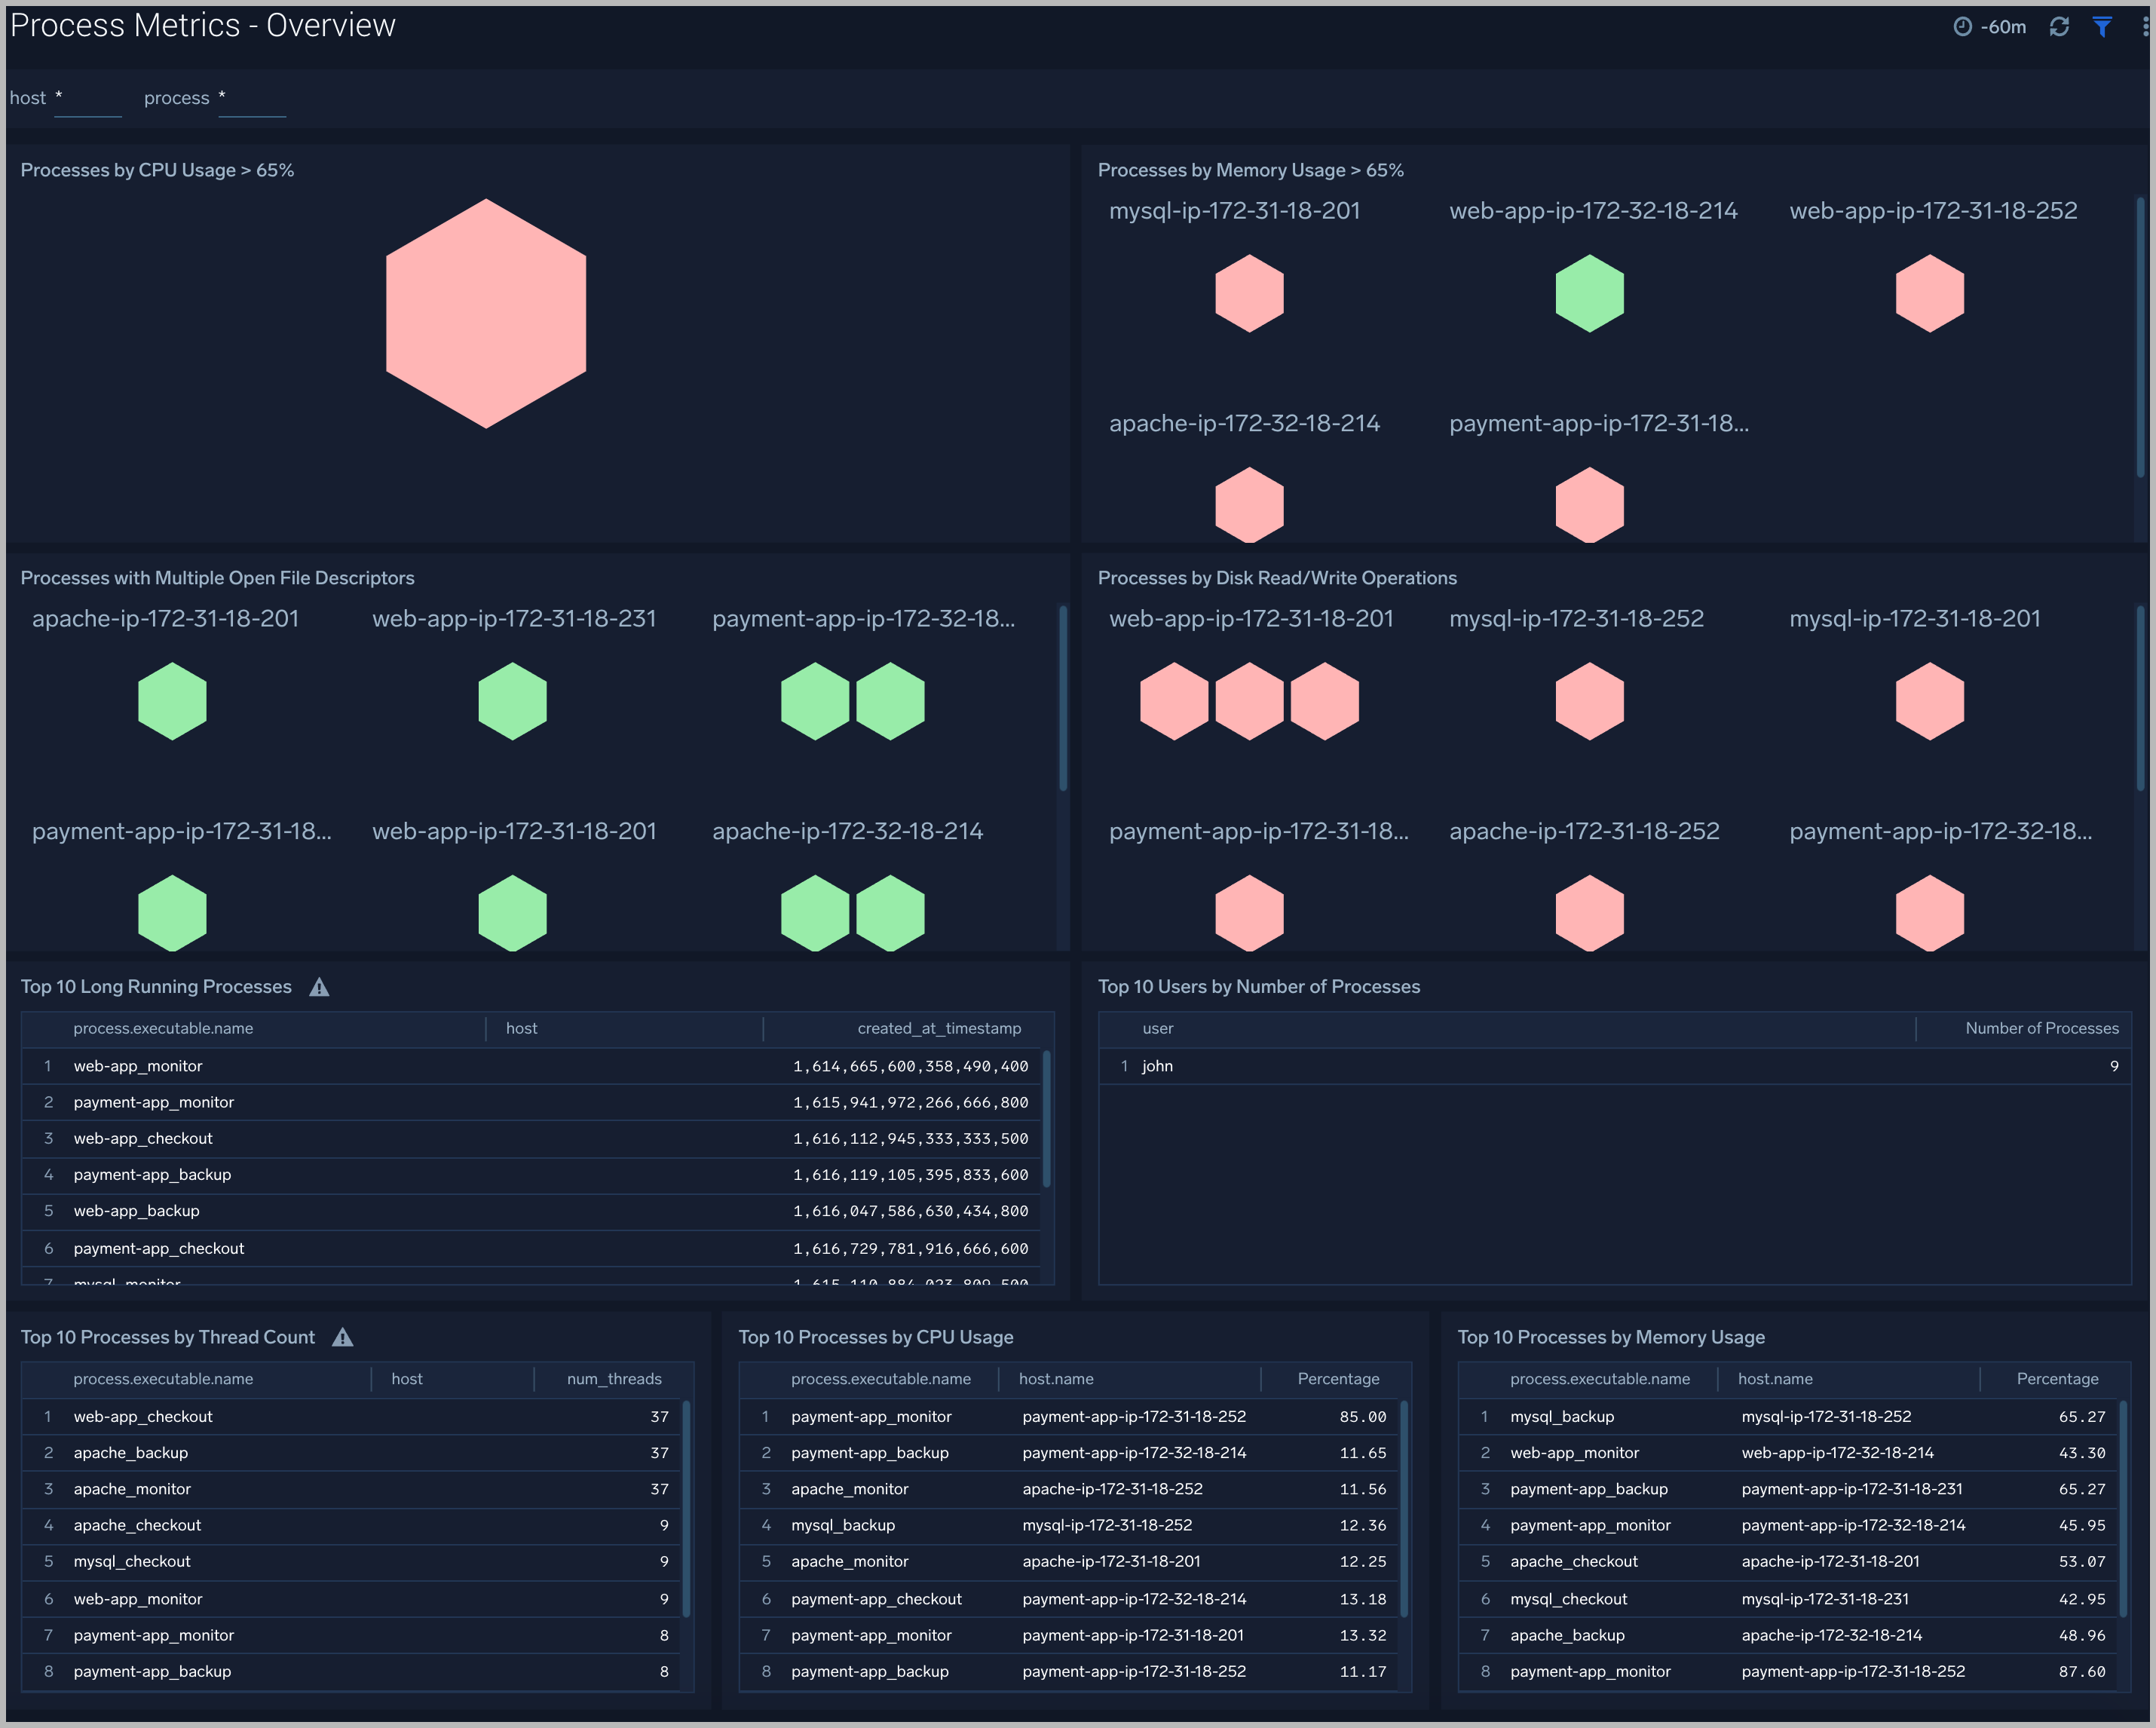 Process Metrics - Overview
-60m
host * process *
Processes by CPU Usage > 65%
Processes by Memory Usage > 65%
mysql-ip-172-31-18-201 web-app-ip-172-32-18-214 web-app-ip-172-31-18-252
apache-ip-172-32-18-214 payment-app-ip-172-31-18...
Processes with Multiple Open File Descriptors
apache-ip-172-31-18-201 web-app-ip-172-31-18-231 payment-app-ip-172-32-18...
payment-app-ip-172-31-18... web-app-ip-172-31-18-201 apache-ip-172-32-18-214
Processes by Disk Read/Write Operations
web-app-ip-172-31-18-201 mysql-ip-172-31-18-252 mysql-ip-172-31-18-201
payment-app-ip-172-31-18... apache-ip-172-31-18-252 payment-app-ip-172-32-18...
Top 10 Long Running Processes
process.executable.name host created_at_timestamp
1 web-app_monitor 1,614,665,600,358,490,400
2 payment-app_monitor 1,615,941,972,266,666,800
3 web-app_checkout 1,616,112,945,333,333,500
4 payment-app_backup 1,616,119,105,395,833,600
5 web-app_backup 1,616,047,586,630,434,800
6 payment-app_checkout 1,616,729,781,916,666,600
7 mysql_monitor 1,615,110,884,023,809,500
Top 10 Users by Number of Processes
user Number of Processes
1 john 9
Top 10 Processes by Thread Count
process.executable.name host num_threads
1 web-app_checkout 37
2 apache_backup 37
3 apache_monitor 37
4 apache_checkout 9
5 mysql_checkout 9
6 web-app_monitor 9
7 payment-app_monitor 8
8 payment-app_backup 8
Top 10 Processes by CPU Usage
process.executable.name host.name Percentage
1 payment-app_monitor payment-app-ip-172-31-18-252 85.00
2 payment-app_backup payment-app-ip-172-32-18-214 11.65
3 apache_monitor apache-ip-172-31-18-252 11.56
4 mysql_backup mysql-ip-172-31-18-252 12.36
5 apache_monitor apache-ip-172-31-18-201 12.25
6 payment-app_checkout payment-app-ip-172-32-18-214 13.18
7 payment-app_monitor payment-app-ip-172-31-18-201 13.32
8 payment-app_backup payment-app-ip-172-31-18-252 11.17
Top 10 Processes by Memory Usage
process.executable.name host.name Percentage
1 mysql_backup mysql-ip-172-31-18-252 65.27
2 web-app_monitor web-app-ip-172-32-18-214 43.30
3 payment-app_backup payment-app-ip-172-31-18-231 65.27
4 payment-app_monitor payment-app-ip-172-32-18-214 45.95
5 apache_checkout apache-ip-172-31-18-201 53.07
6 mysql_checkout mysql-ip-172-31-18-231 42.95
7 apache_backup apache-ip-172-32-18-214 48.96
8 payment-app_monitor payment-app-ip-172-31-18-252 87.60